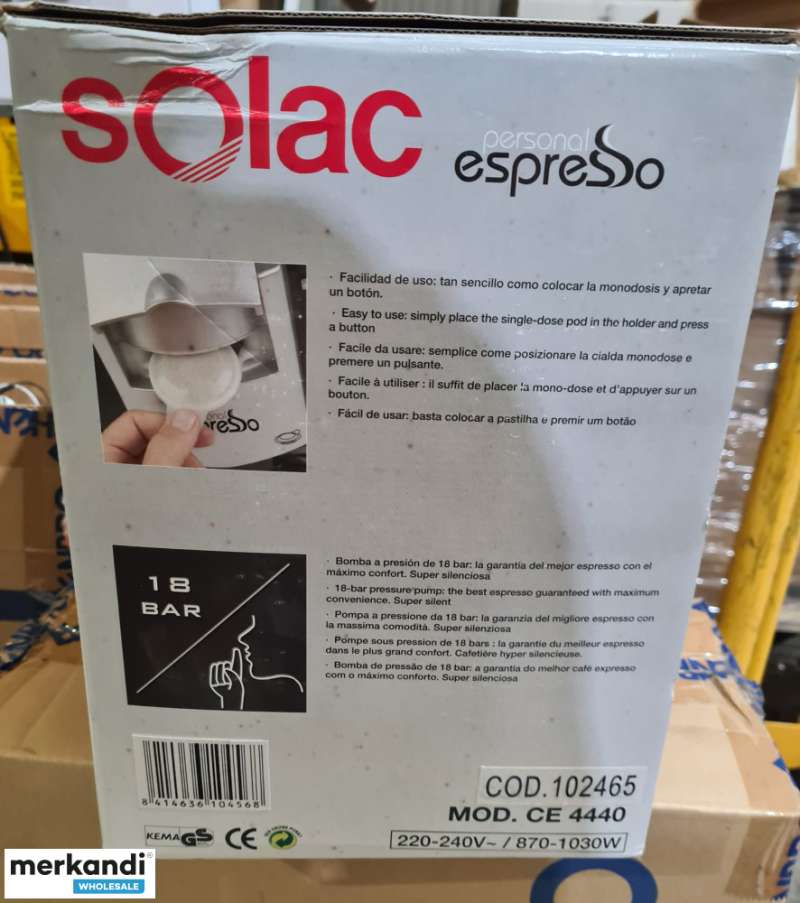 solac
personal
espresso
personal
espresso
· Facilidad de uso: tan sencillo como colocar la monodosis y apretar
un botón.
· Easy to use: simply place the single-dose pod in the holder and press
a button
· Facile da usare: semplice come posizionare la cialda monodose e
premere un pulsante.
· Facile à utiliser : il suffit de placer la mono-dose et d'appuyer sur un
bouton.
· Fácil de usar: basta colocar a pastilha e premir um botão
18
BAR
· Bomba a presión de 18 bar: la garantía del mejor espresso con el
máximo confort. Super silenciosa
· 18-bar pressure pump: the best espresso guaranteed with maximum
convenience. Super silent
· Pompa a pressione da 18 bar: la garanzia del migliore espresso con
la massima comodità. Super silenziosa
· Pompe sous pression de 18 bars : la garantie du meilleur espresso
dans le plus grand confort. Cafetière hyper silencieuse.
· Bomba de pressão de 18 bar: a garantia do melhor café espresso
com o máximo conforto. Super silenciosa
8 414636 104568
COD.102465
MOD. CE 4440
KEMA GS CE
220-240V~ / 870-1030W
merkandi®
WHOLESALE